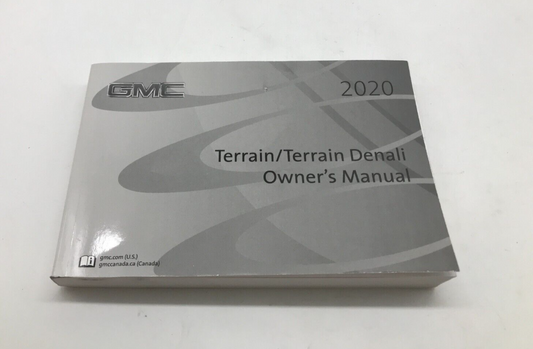 GMC
2020
Terrain/Terrain Denali
Owner's Manual
gmc.com (U.S.)
gmccanada.ca (Canada)